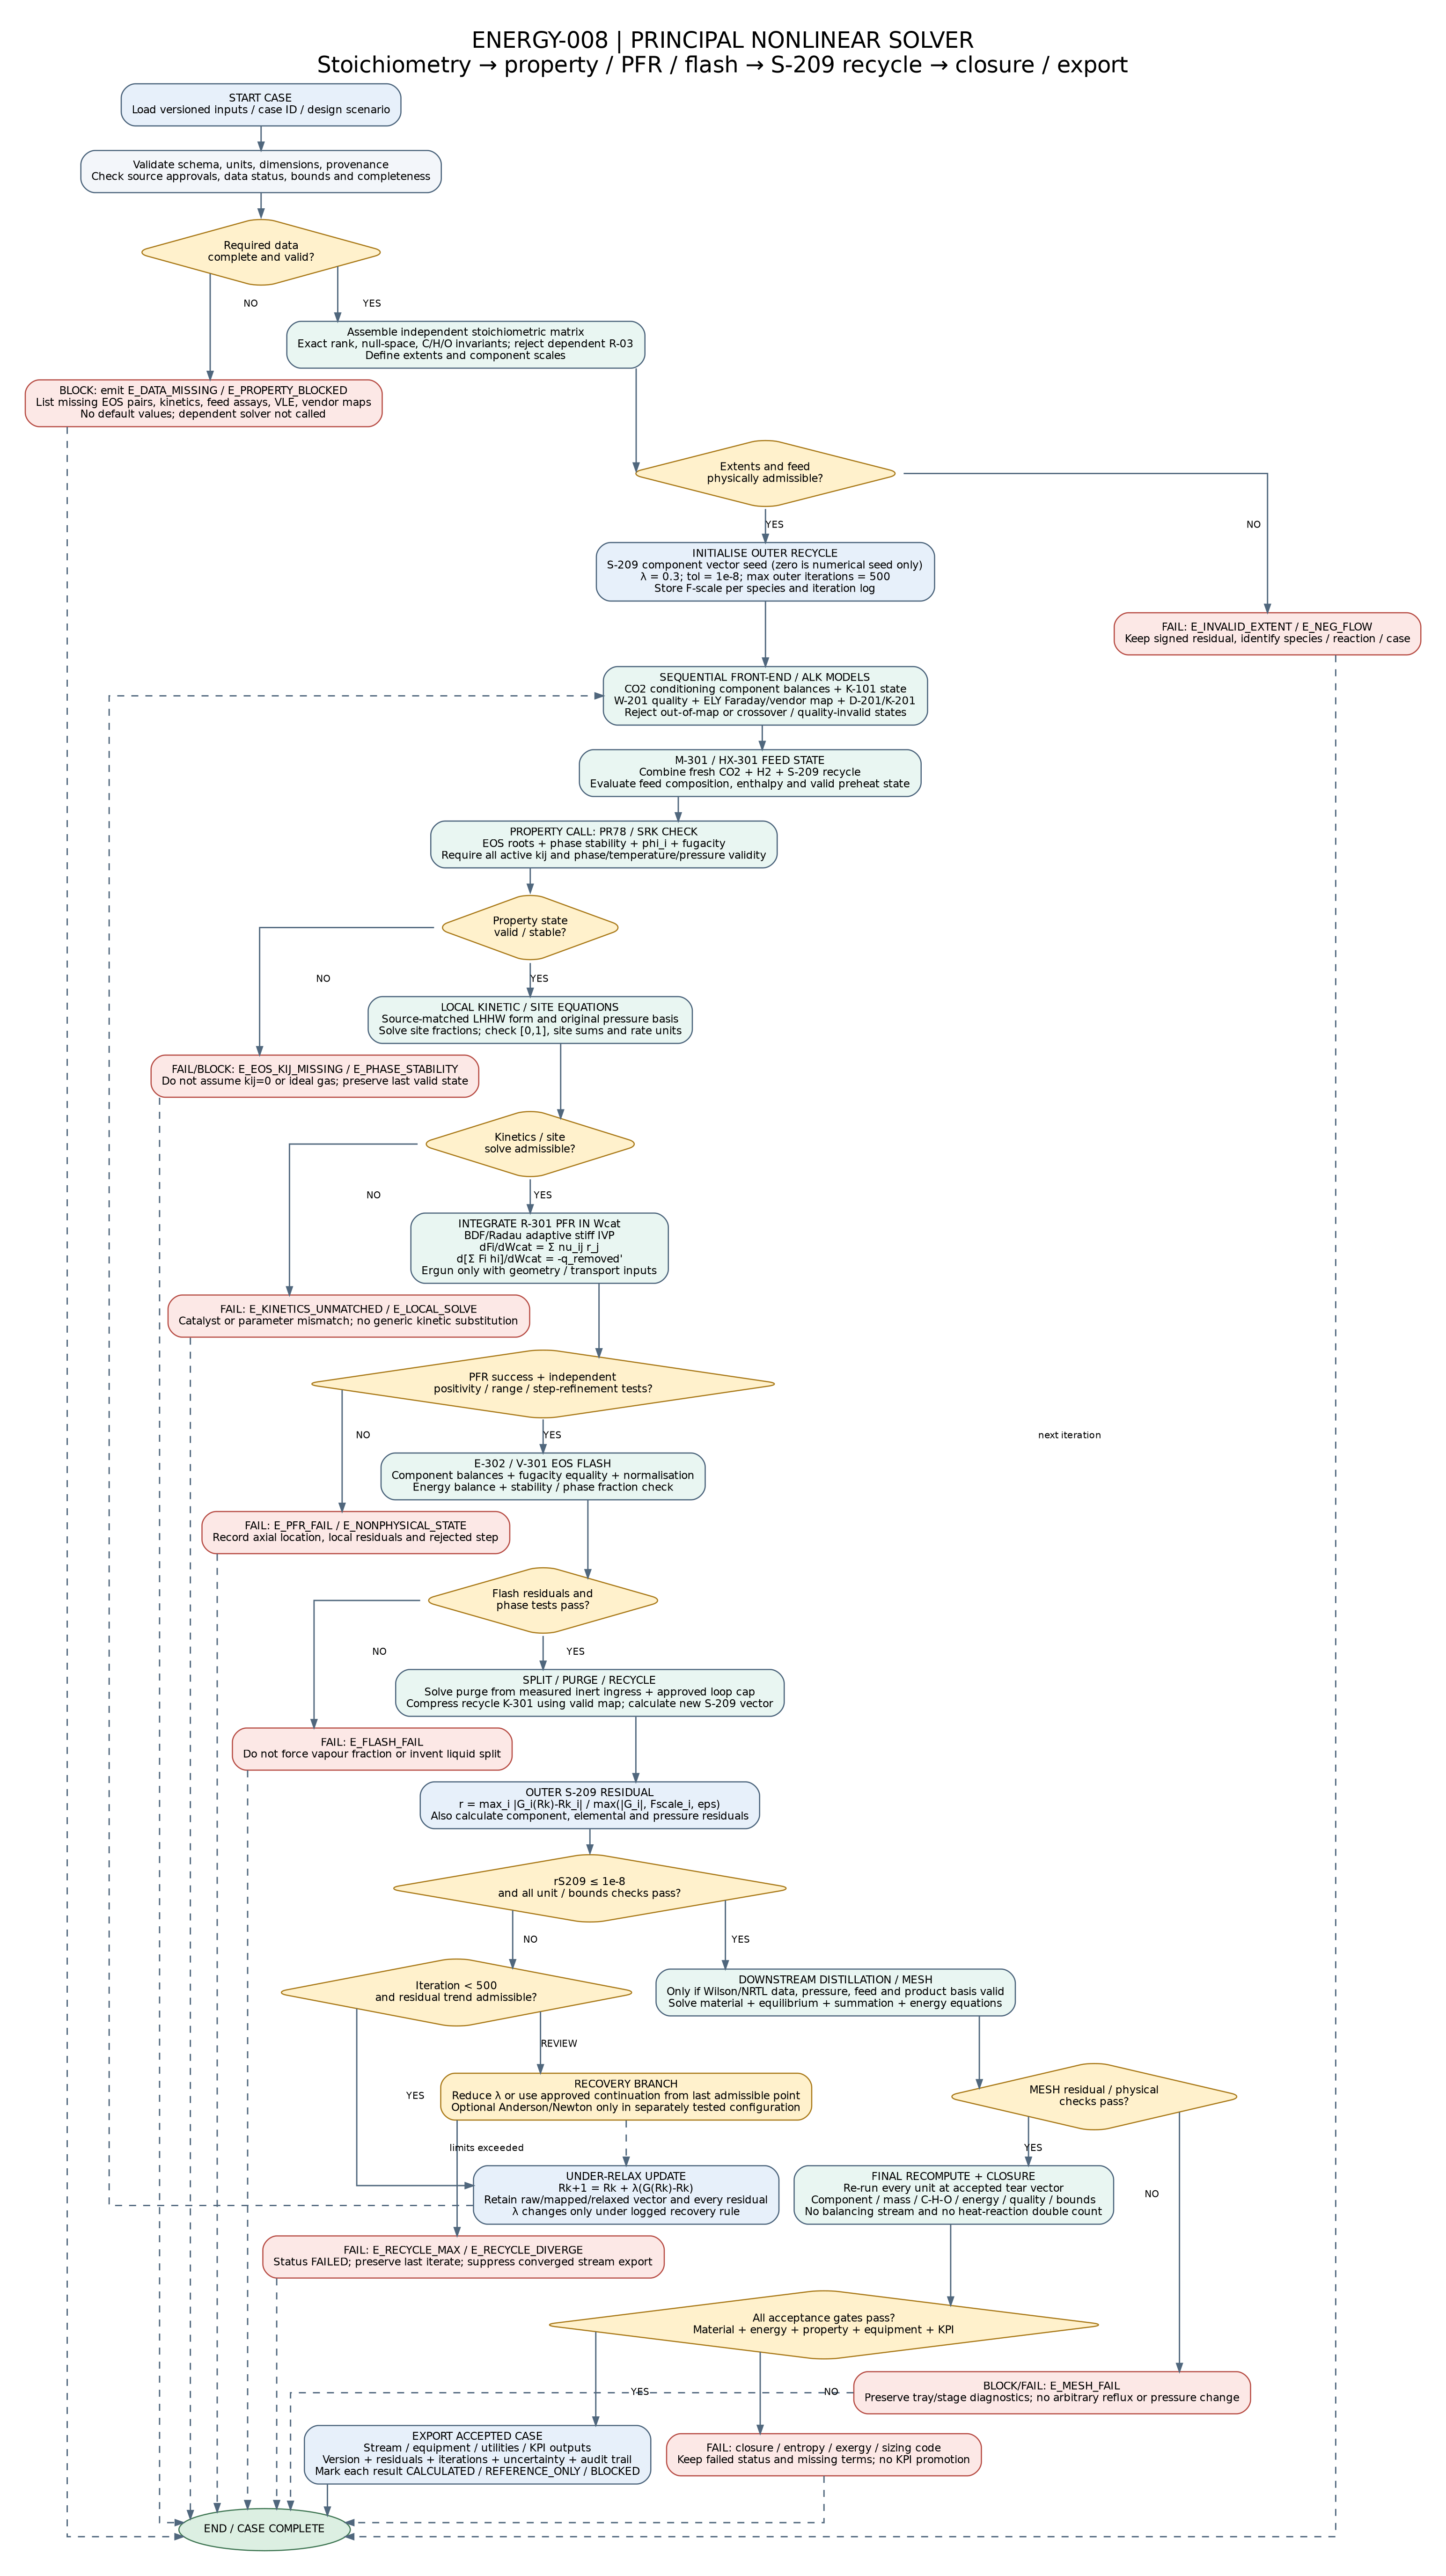 ENERGY-008 | PRINCIPAL NONLINEAR SOLVER
Stoichiometry → property / PFR / flash → S-209 recycle → closure / export
START CASE
Load versioned inputs / case ID / design scenario
Validate schema, units, dimensions, provenance
Check source approvals, data status, bounds and completeness
Required data
complete and valid?
NO
YES
Assemble independent stoichiometric matrix
Exact rank, null-space, C/H/O invariants; reject dependent R-03
Define extents and component scales
BLOCK: emit E_DATA_MISSING / E_PROPERTY_BLOCKED
List missing EOS pairs, kinetics, feed assays, VLE, vendor maps
No default values; dependent solver not called
Extents and feed
physically admissible?
YES
NO
INITIALISE OUTER RECYCLE
S-209 component vector seed (zero is numerical seed only)
λ = 0.3; tol = 1e-8; max outer iterations = 500
Store F-scale per species and iteration log
FAIL: E_INVALID_EXTENT / E_NEG_FLOW
Keep signed residual, identify species / reaction / case
SEQUENTIAL FRONT-END / ALK MODELS
CO2 conditioning component balances + K-101 state
W-201 quality + ELY Faraday/vendor map + D-201/K-201
Reject out-of-map or crossover / quality-invalid states
M-301 / HX-301 FEED STATE
Combine fresh CO2 + H2 + S-209 recycle
Evaluate feed composition, enthalpy and valid preheat state
PROPERTY CALL: PR78 / SRK CHECK
EOS roots + phase stability + phi_i + fugacity
Require all active kij and phase/temperature/pressure validity
Property state
valid / stable?
NO
YES
LOCAL KINETIC / SITE EQUATIONS
Source-matched LHHW form and original pressure basis
Solve site fractions; check [0,1], site sums and rate units
FAIL/BLOCK: E_EOS_KIJ_MISSING / E_PHASE_STABILITY
Do not assume kij=0 or ideal gas; preserve last valid state
Kinetics / site
solve admissible?
NO
YES
INTEGRATE R-301 PFR IN Wcat
BDF/Radau adaptive stiff IVP
dFi/dWcat = Σ nu_ij r_j
d[Σ Fi hi]/dWcat = -q_removed'
Ergun only with geometry / transport inputs
FAIL: E_KINETICS_UNMATCHED / E_LOCAL_SOLVE
Catalyst or parameter mismatch; no generic kinetic substitution
PFR success + independent
positivity / range / step-refinement tests?
NO
YES
next iteration
E-302 / V-301 EOS FLASH
Component balances + fugacity equality + normalisation
Energy balance + stability / phase fraction check
FAIL: E_PFR_FAIL / E_NONPHYSICAL_STATE
Record axial location, local residuals and rejected step
Flash residuals and
phase tests pass?
NO
YES
SPLIT / PURGE / RECYCLE
Solve purge from measured inert ingress + approved loop cap
Compress recycle K-301 using valid map; calculate new S-209 vector
FAIL: E_FLASH_FAIL
Do not force vapour fraction or invent liquid split
OUTER S-209 RESIDUAL
r = max_i |G_i(Rk)-Rk_i| / max(|G_i|, Fscale_i, eps)
Also calculate component, elemental and pressure residuals
rS209 ≤ 1e-8
and all unit / bounds checks pass?
NO
YES
Iteration < 500
and residual trend admissible?
DOWNSTREAM DISTILLATION / MESH
Only if Wilson/NRTL data, pressure, feed and product basis valid
Solve material + equilibrium + summation + energy equations
REVIEW
YES
RECOVERY BRANCH
Reduce λ or use approved continuation from last admissible point
Optional Anderson/Newton only in separately tested configuration
MESH residual / physical
checks pass?
limits exceeded
YES
NO
UNDER-RELAX UPDATE
Rk+1 = Rk + λ(G(Rk)-Rk)
Retain raw/mapped/relaxed vector and every residual
λ changes only under logged recovery rule
FINAL RECOMPUTE + CLOSURE
Re-run every unit at accepted tear vector
Component / mass / C-H-O / energy / quality / bounds
No balancing stream and no heat-reaction double count
FAIL: E_RECYCLE_MAX / E_RECYCLE_DIVERGE
Status FAILED; preserve last iterate; suppress converged stream export
All acceptance gates pass?
Material + energy + property + equipment + KPI
BLOCK/FAIL: E_MESH_FAIL
Preserve tray/stage diagnostics; no arbitrary reflux or pressure change
YES
NO
EXPORT ACCEPTED CASE
Stream / equipment / utilities / KPI outputs
Version + residuals + iterations + uncertainty + audit trail
Mark each result CALCULATED / REFERENCE_ONLY / BLOCKED
FAIL: closure / entropy / exergy / sizing code
Keep failed status and missing terms; no KPI promotion
END / CASE COMPLETE